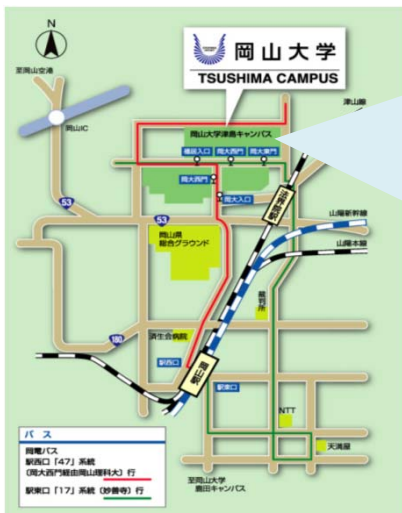 N
岡山大学
TSUSHIMA CAMPUS
至岡山空港
津山線
岡山IC
岡山大学津島キャンパス
岡大西門
岡大東門
岡大西門
法界院駅
53
岡大入口
山陽新幹線
53
岡山県
総合グラウンド
山陽本線
裁判所
180
済生会病院
駅西口
岡山駅
駅東口
NTT
天満屋
バス
岡電バス
駅西口「47」系統
(岡大西門経由岡山理科大)行
駅東口「17」系統(妙善寺)行
至岡山大学
鹿田キャンパス